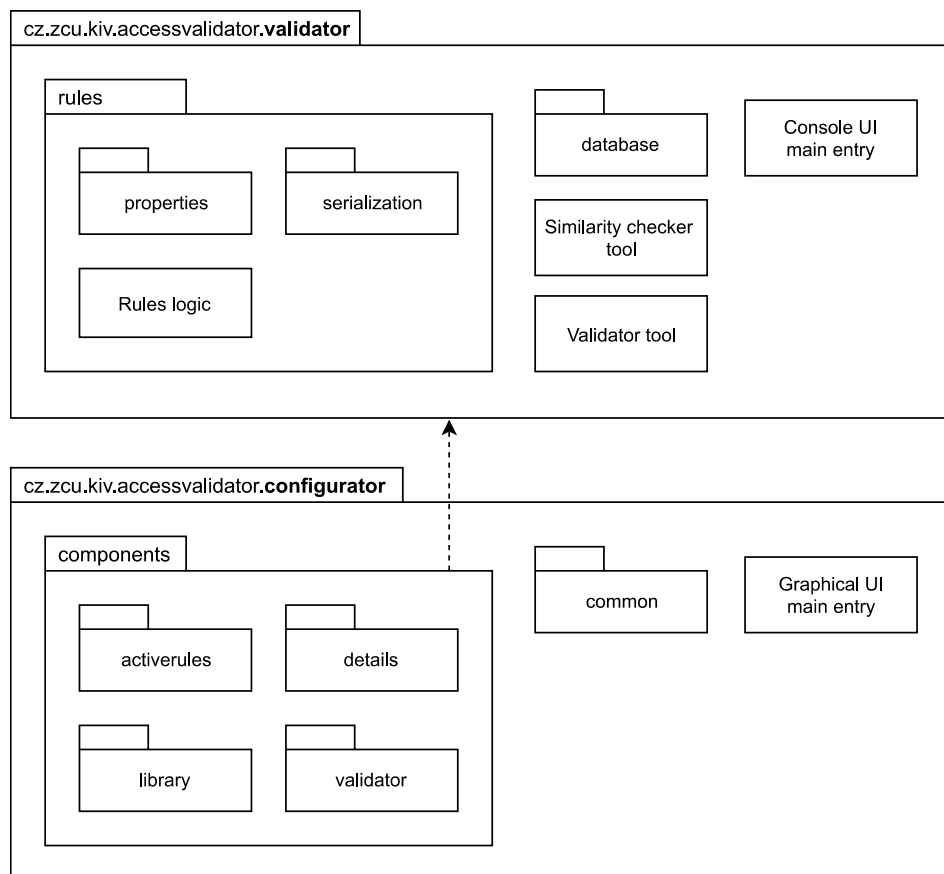 cz.zcu.kiv.accessvalidator.validator
rules
properties
serialization
Rules logic
database
Console UI
main entry
Similarity checker
tool
Validator tool
cz.zcu.kiv.accessvalidator.configurator
components
activerules
details
library
validator
common
Graphical UI
main entry